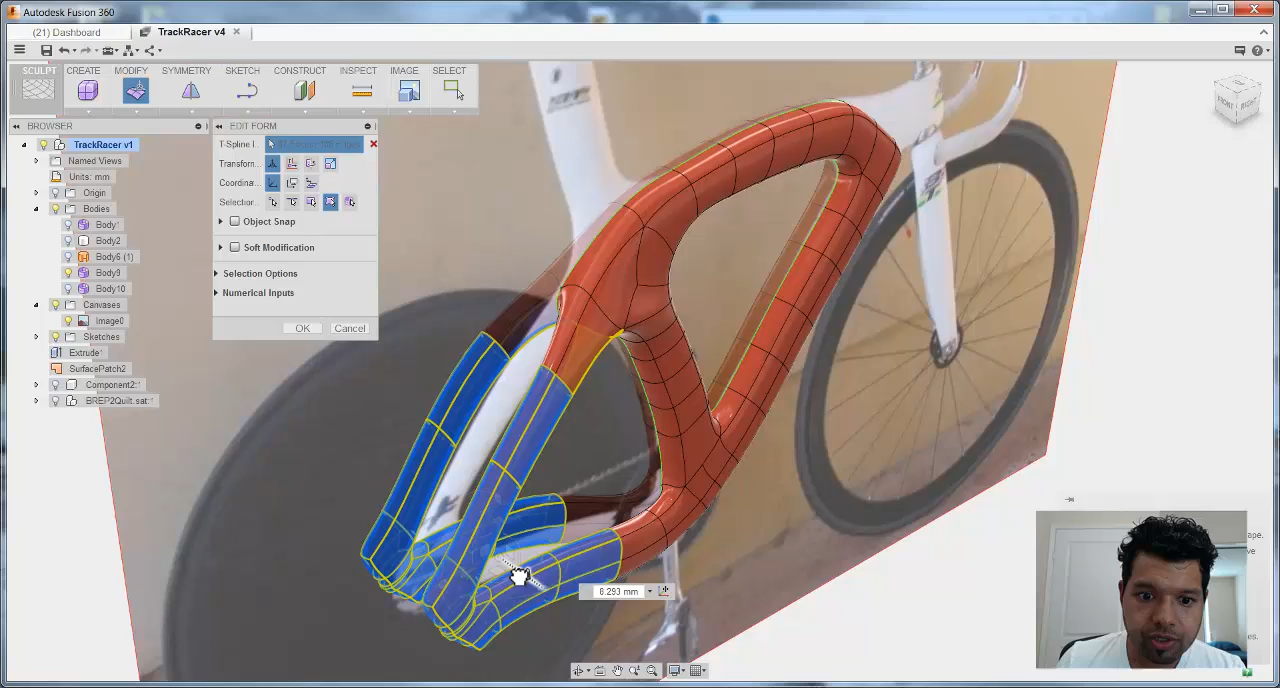 Autodesk Fusion 360
(21) Dashboard
TrackRacer v4
SCULPT
CREATE
MODIFY
SYMMETRY
SKETCH
CONSTRUCT
INSPECT
IMAGE
SELECT
BROWSER
TrackRacer v1
Named Views
Units: mm
Origin
Bodies
Body1
Body2
Body6 (1)
Body9
Body10
Canvases
Image0
Sketches
Extrude1
SurfacePatch2
Component2:1
BREP2Quilt.sat:1
EDIT FORM
T-Spline I..
Transform..
Coordina..
Selection..
Object Snap
Soft Modification
Selection Options
Numerical Inputs
OK
Cancel
8.293 mm
FRONT
RIGHT